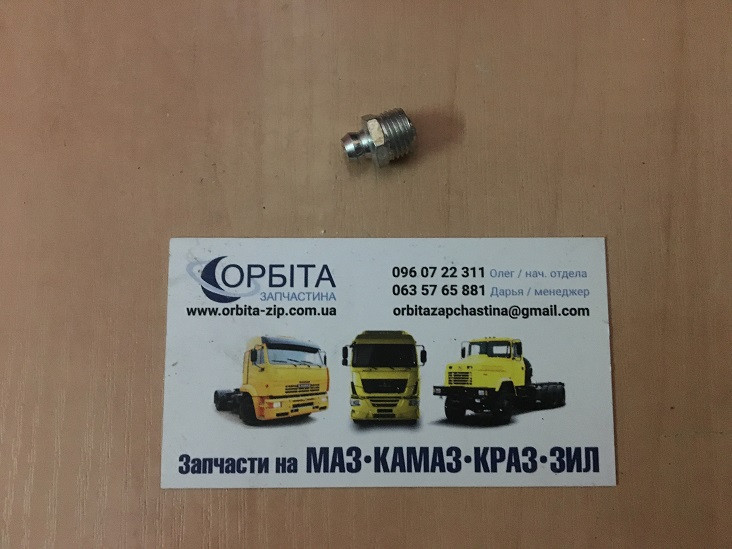 ОРБІТА
ЗАПЧАСТИНА
www.orbita-zip.com.ua
096 07 22 311 Олег / нач. отдела
063 57 65 881 Дарья / менеджер
orbitazapchastina@gmail.com
Запчасти на МАЗ•КАМАЗ•КРАЗ•ЗИЛ